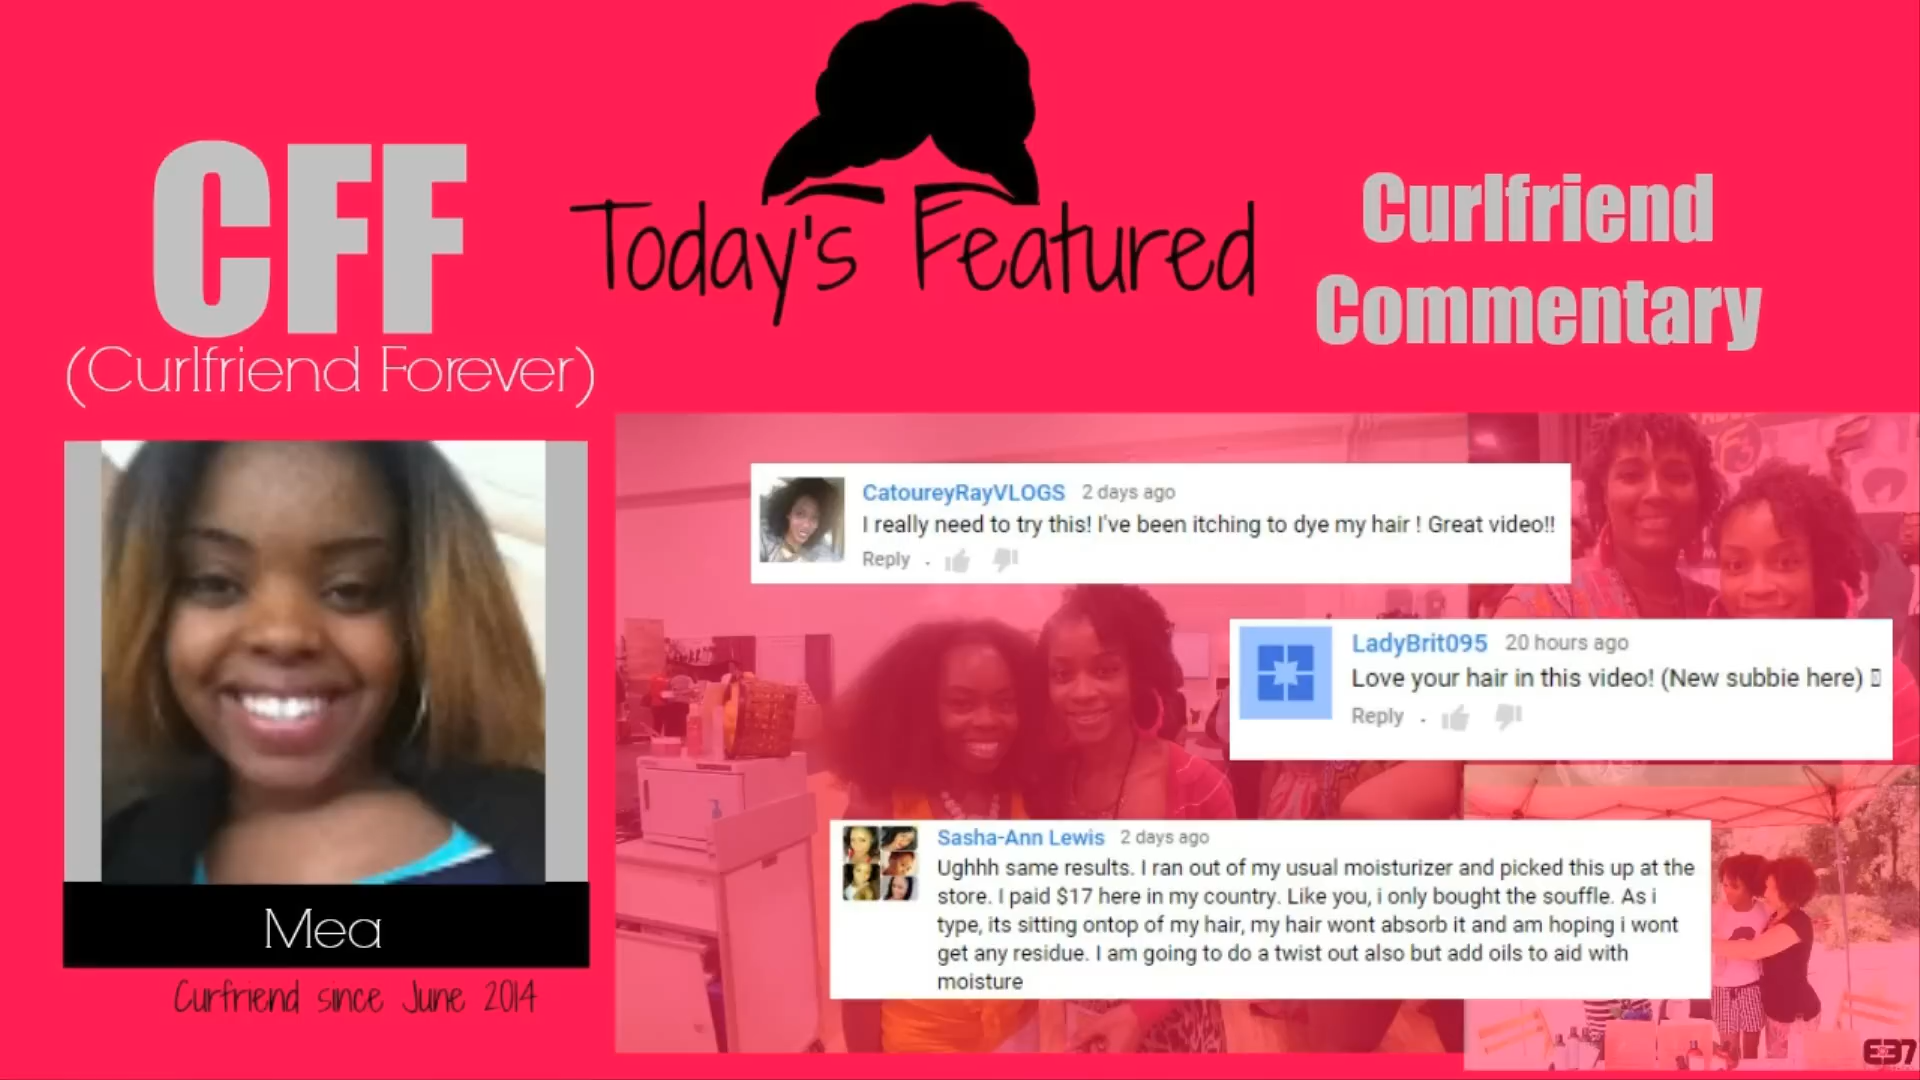 CFF
(Curlfriend Forever)
Today's Featured
Curlfriend
Commentary
CatoureyRayVLOGS 2 days ago
I really need to try this! I've been itching to dye my hair ! Great video!!
Reply .
LadyBrit095 20 hours ago
Love your hair in this video! (New subbie here)
Reply .
Sasha-Ann Lewis 2 days ago
Ughhh same results. I ran out of my usual moisturizer and picked this up at the
store. I paid $17 here in my country. Like you, i only bought the souffle. As i
type, its sitting ontop of my hair, my hair wont absorb it and am hoping i wont
get any residue. I am going to do a twist out also but add oils to aid with
moisture
Mea
Curfriend since June 2014
E37